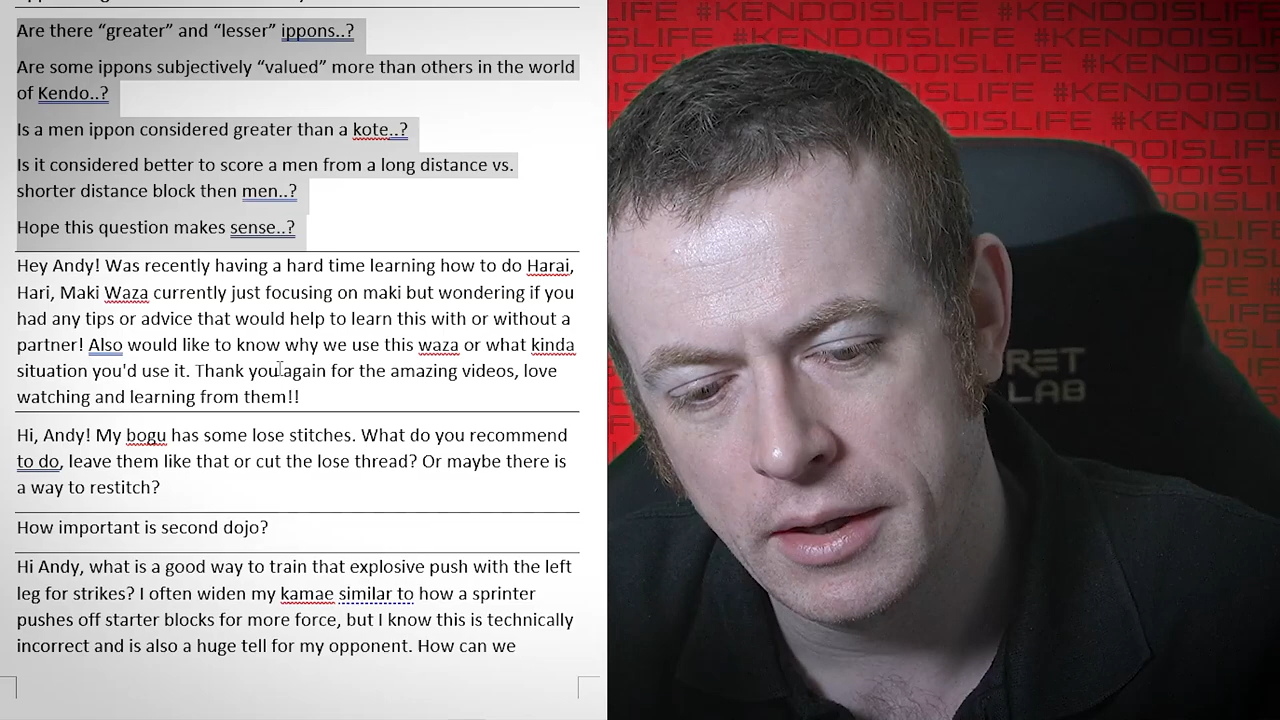 Are there “greater” and “lesser” ippons..?
Are some ippons subjectively “valued” more than others in the world
of Kendo..?
Is a men ippon considered greater than a kote..?
Is it considered better to score a men from a long distance vs.
shorter distance block then men..?
Hope this question makes sense..?
Hey Andy! Was recently having a hard time learning how to do Harai,
Hari, Maki Waza currently just focusing on maki but wondering if you
had any tips or advice that would help to learn this with or without a
partner! Also would like to know why we use this waza or what kinda
situation you'd use it. Thank you again for the amazing videos, love
watching and learning from them!!
Hi, Andy! My bogu has some lose stitches. What do you recommend
to do, leave them like that or cut the lose thread? Or maybe there is
a way to restitch?
How important is second dojo?
Hi Andy, what is a good way to train that explosive push with the left
leg for strikes? I often widen my kamae similar to how a sprinter
pushes off starter blocks for more force, but I know this is technically
incorrect and is also a huge tell for my opponent. How can we
LIFE #KENDOISLIFE #KENDOISLIFE
#KENDOISLIFE
#KENDOISLIFE
RET
LAB